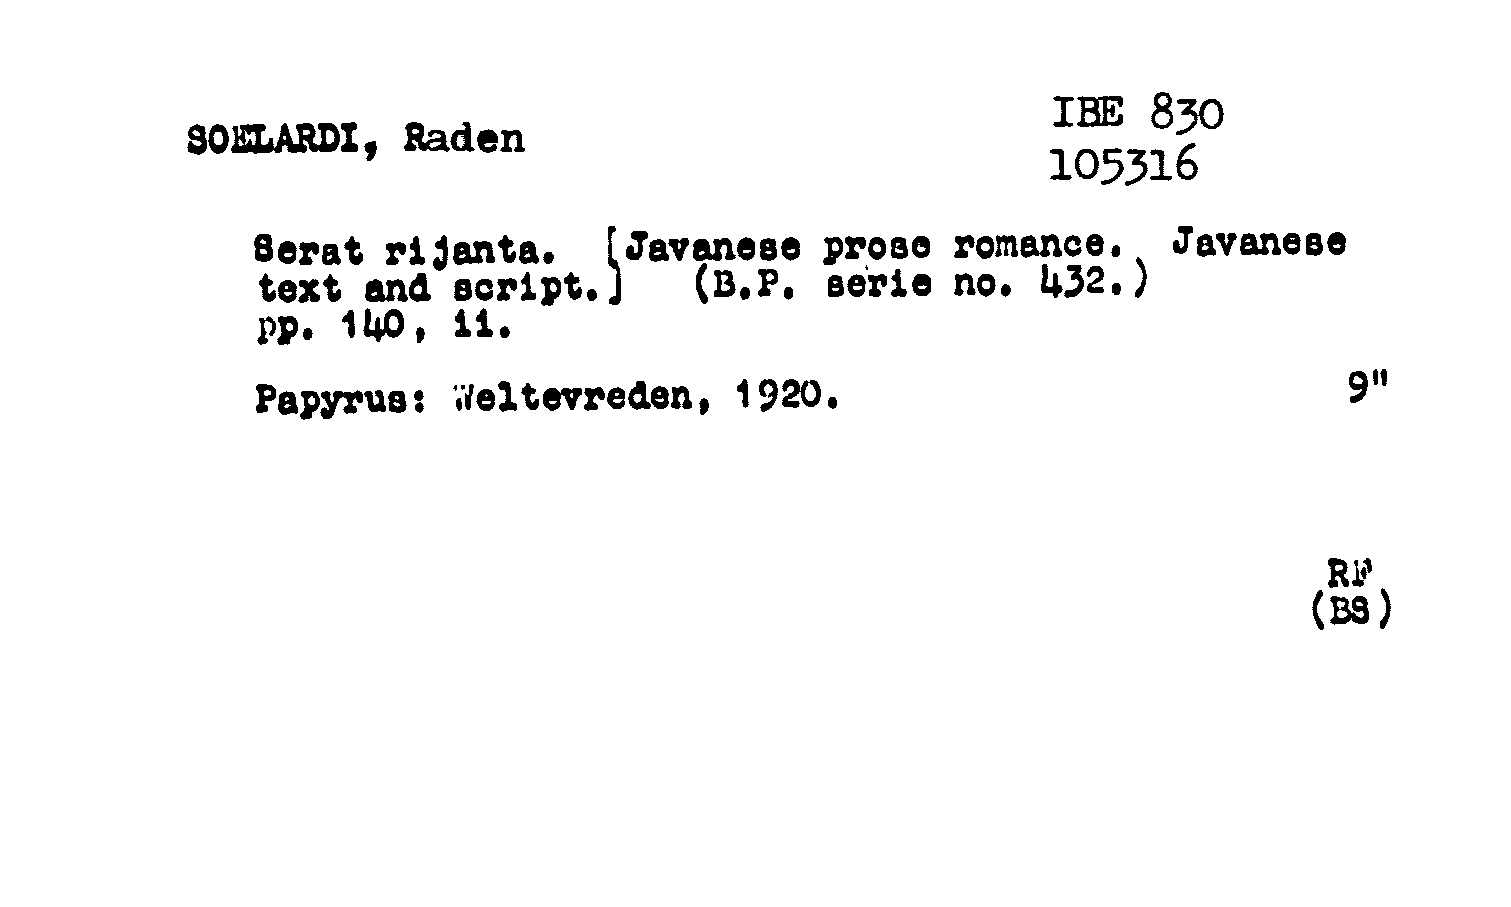 SOELARDI, Raden
IBE 830
105316
Serat rijanta. [Javanese prose romance. Javanese
text and script.] (B.P. serie no. 432.)
pp. 140, ii.
Papyrus: Weltevreden, 1920. 9"
RF
(BS)